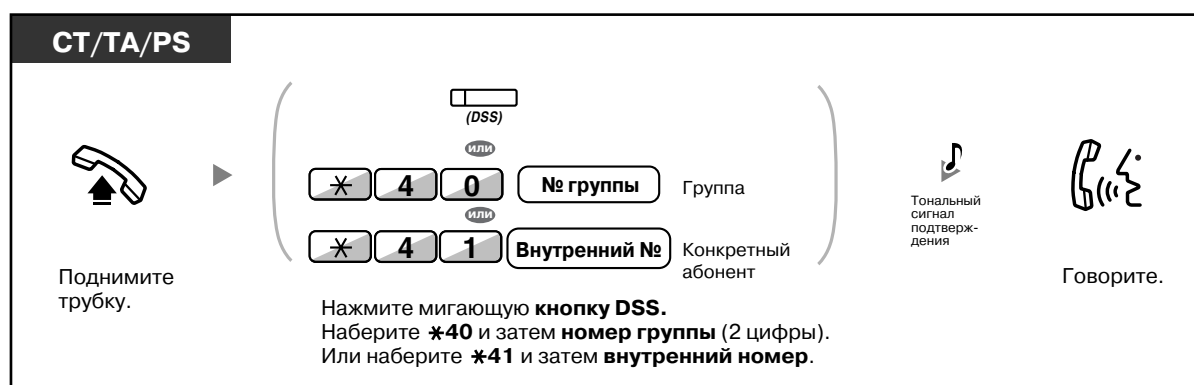 CT/TA/PS
(DSS)
или
* 4 0 № группы Группа
или
* 4 1 Внутренний № Конкретный
абонент
Поднимите
трубку.
Нажмите мигающую кнопку DSS.
Наберите *40 и затем номер группы (2 цифры).
Или наберите *41 и затем внутренний номер.
Тональный
сигнал
подтверж-
дения
Говорите.